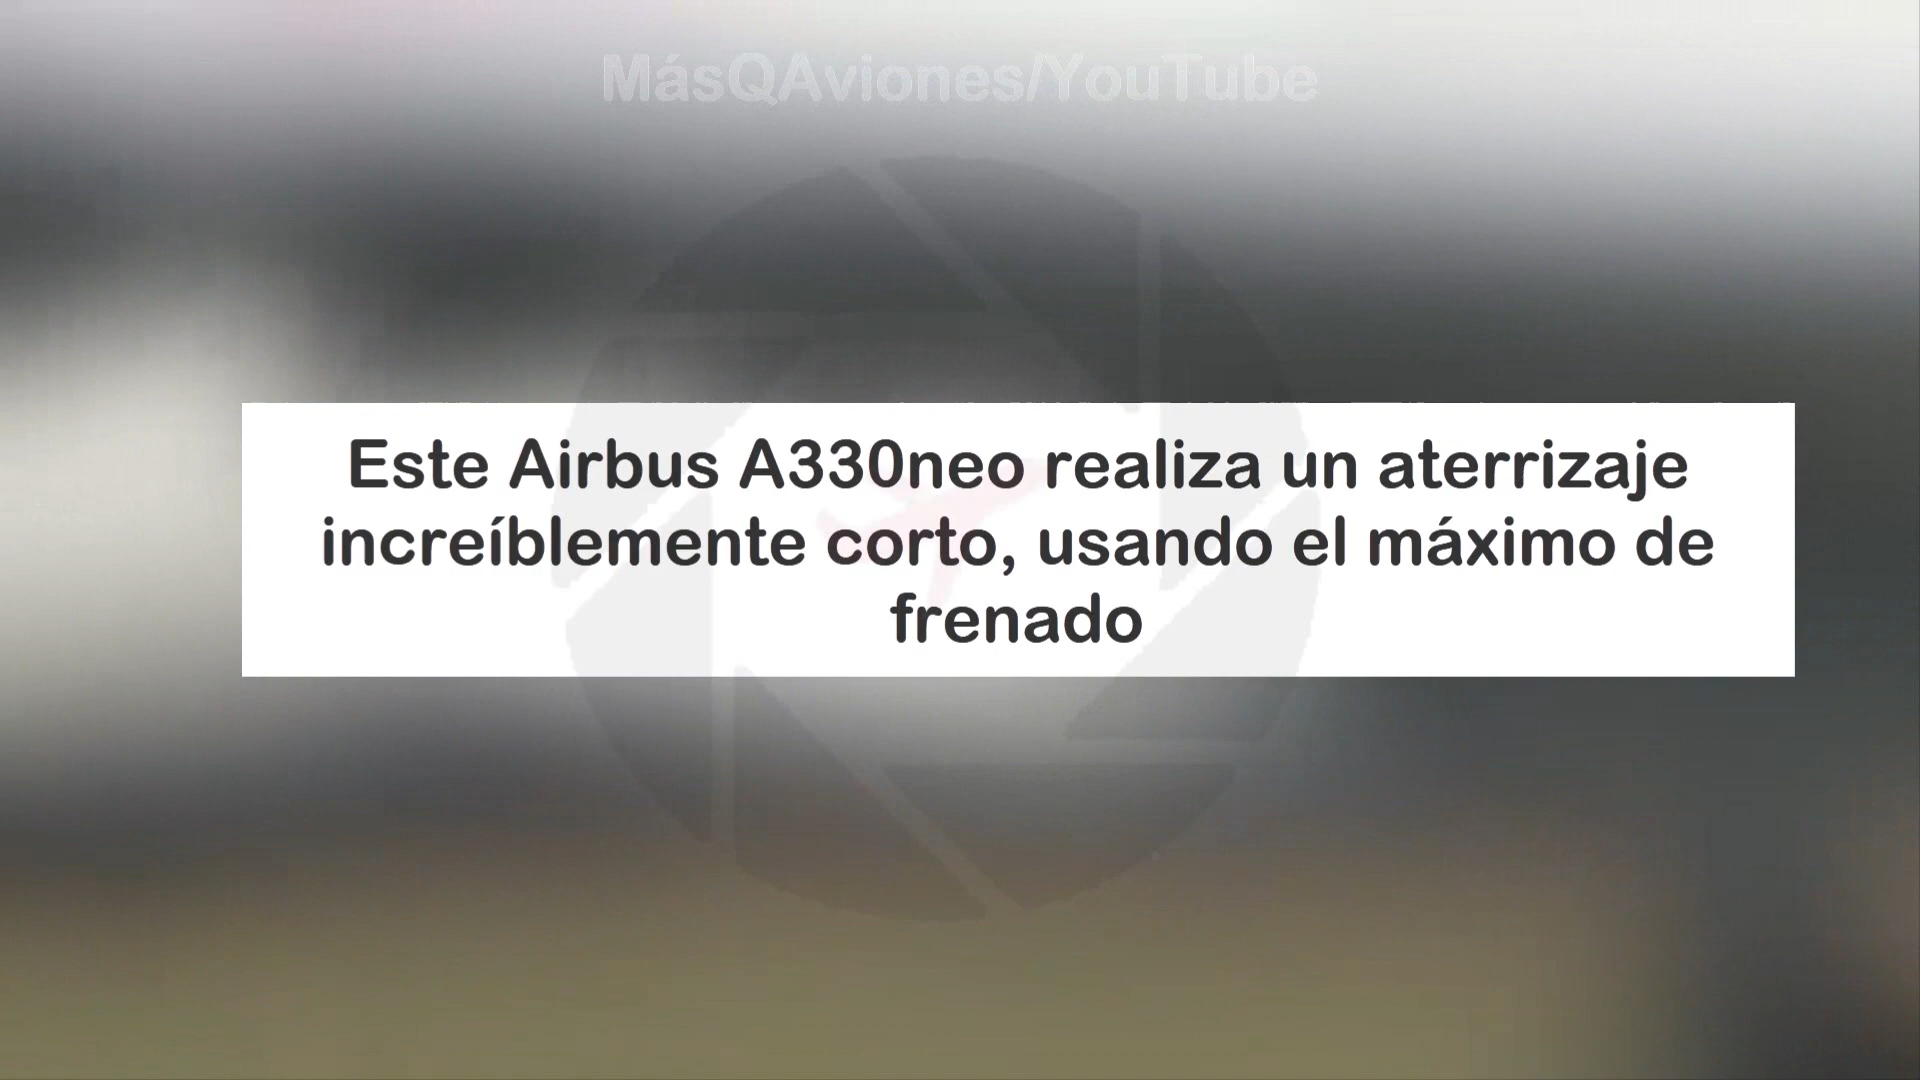 MásQAviones/YouTube
Este Airbus A330neo realiza un aterrizaje
increíblemente corto, usando el máximo de
frenado